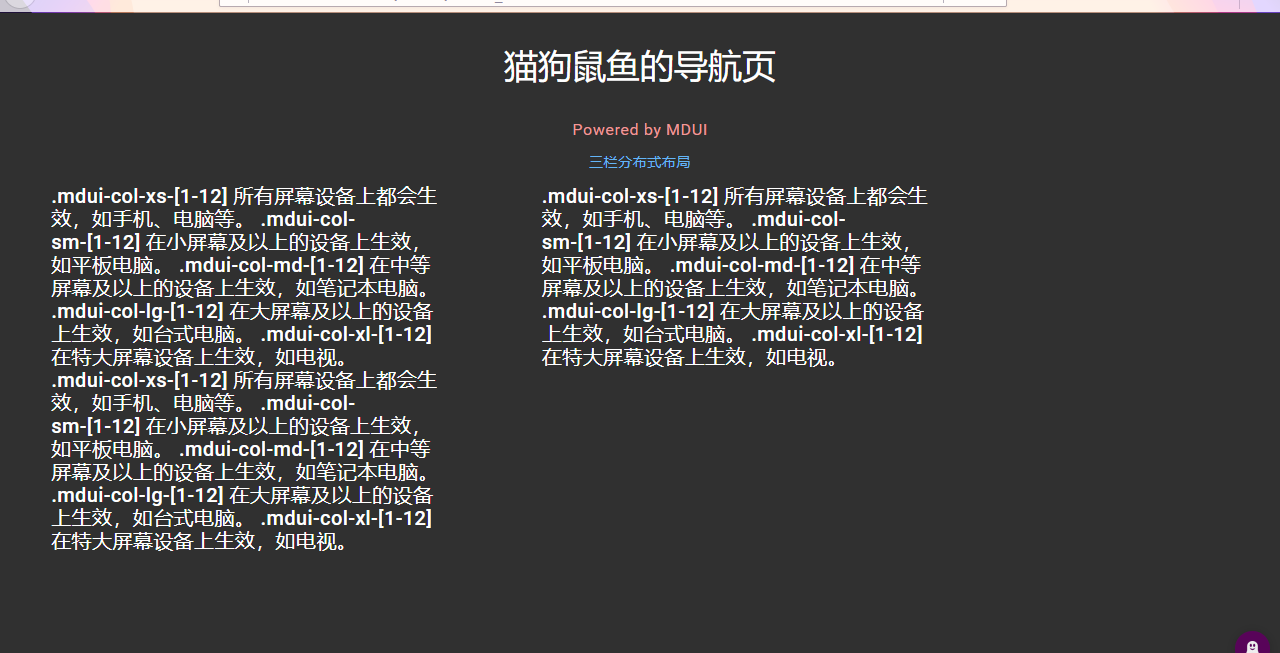 猫狗鼠鱼的导航页
Powered by MDUI
三栏分布式布局
.mdui-col-xs-[1-12] 所有屏幕设备上都会生
效，如手机、电脑等。 .mdui-col-
sm-[1-12] 在小屏幕及以上的设备上生效，
如平板电脑。 .mdui-col-md-[1-12] 在中等
屏幕及以上的设备上生效，如笔记本电脑。
.mdui-col-lg-[1-12] 在大屏幕及以上的设备
上生效，如台式电脑。 .mdui-col-xl-[1-12]
在特大屏幕设备上生效，如电视。
.mdui-col-xs-[1-12] 所有屏幕设备上都会生
效，如手机、电脑等。 .mdui-col-
sm-[1-12] 在小屏幕及以上的设备上生效，
如平板电脑。 .mdui-col-md-[1-12] 在中等
屏幕及以上的设备上生效，如笔记本电脑。
.mdui-col-lg-[1-12] 在大屏幕及以上的设备
上生效，如台式电脑。 .mdui-col-xl-[1-12]
在特大屏幕设备上生效，如电视。
.mdui-col-xs-[1-12] 所有屏幕设备上都会生
效，如手机、电脑等。 .mdui-col-
sm-[1-12] 在小屏幕及以上的设备上生效，
如平板电脑。 .mdui-col-md-[1-12] 在中等
屏幕及以上的设备上生效，如笔记本电脑。
.mdui-col-lg-[1-12] 在大屏幕及以上的设备
上生效，如台式电脑。 .mdui-col-xl-[1-12]
在特大屏幕设备上生效，如电视。